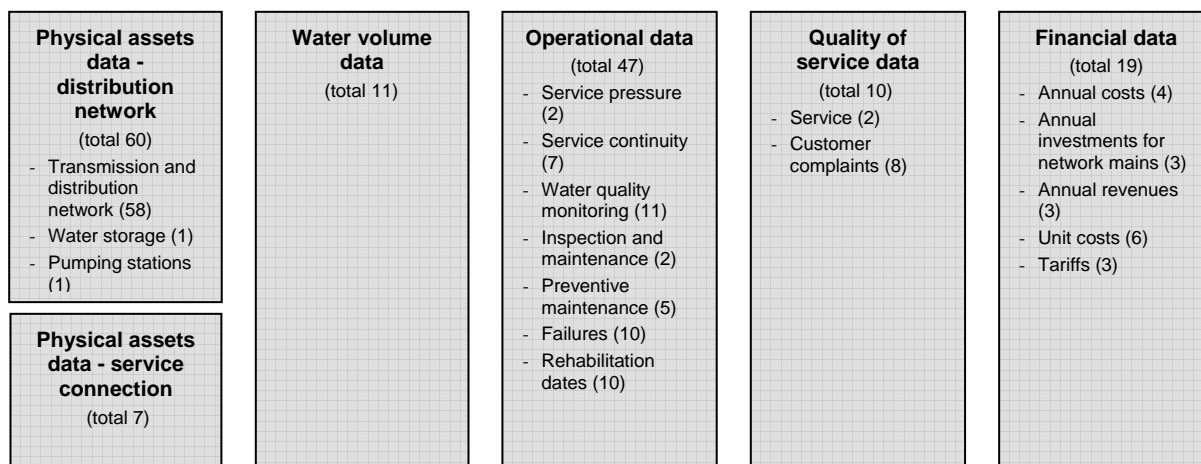 Physical assets
data -
distribution
network
(total 60)
- Transmission and
distribution
network (58)
- Water storage (1)
- Pumping stations
(1)
Physical assets
data - service
connection
(total 7)
Water volume
data
(total 11)
Operational data
(total 47)
- Service pressure
(2)
- Service continuity
(7)
- Water quality
monitoring (11)
- Inspection and
maintenance (2)
- Preventive
maintenance (5)
- Failures (10)
- Rehabilitation
dates (10)
Quality of
service data
(total 10)
- Service (2)
- Customer
complaints (8)
Financial data
(total 19)
- Annual costs (4)
- Annual
investments for
network mains (3)
- Annual revenues
(3)
- Unit costs (6)
- Tariffs (3)